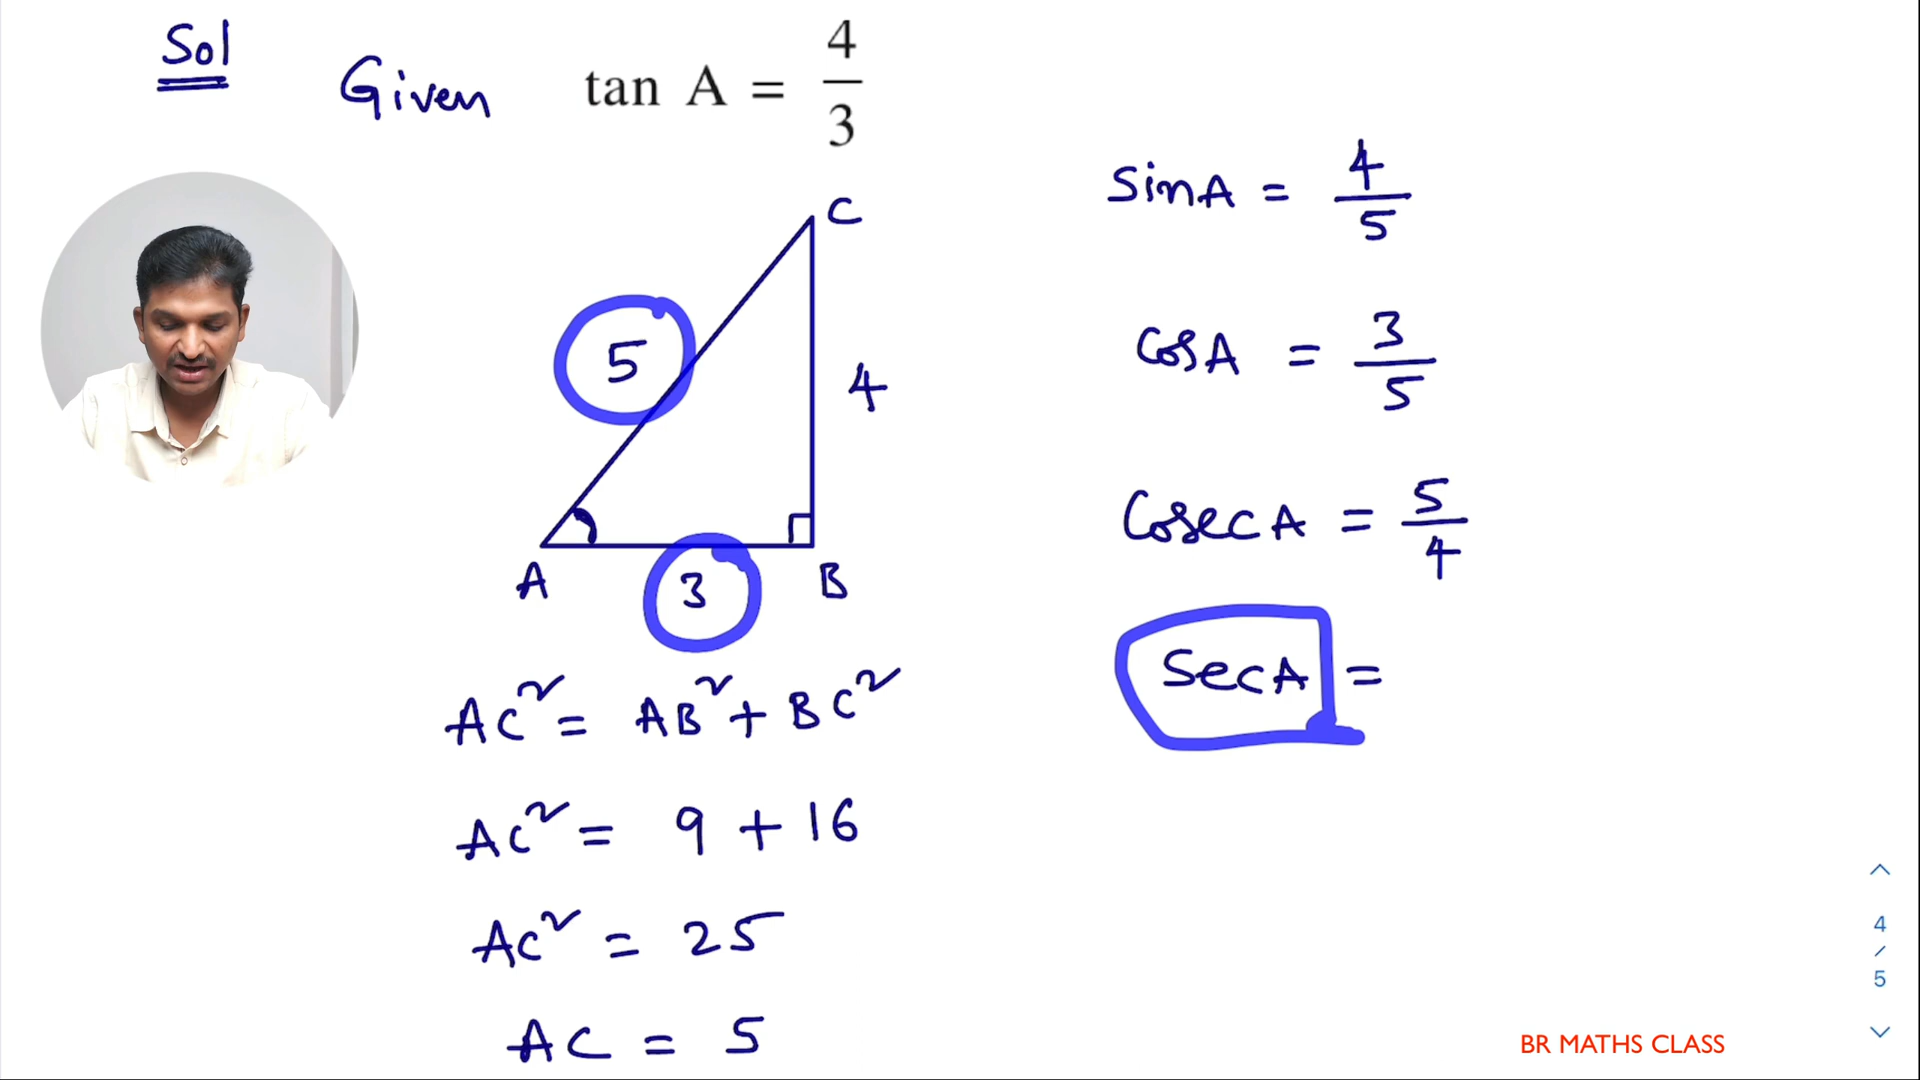 Sol
Given tan A = 4/3
C
5
4
A
3
B
AC² = AB² + BC²
AC² = 9 + 16
AC² = 25
AC = 5
SinA = 4/5
CosA = 3/5
CosecA = 5/4
SecA =
4
/
5
BR MATHS CLASS